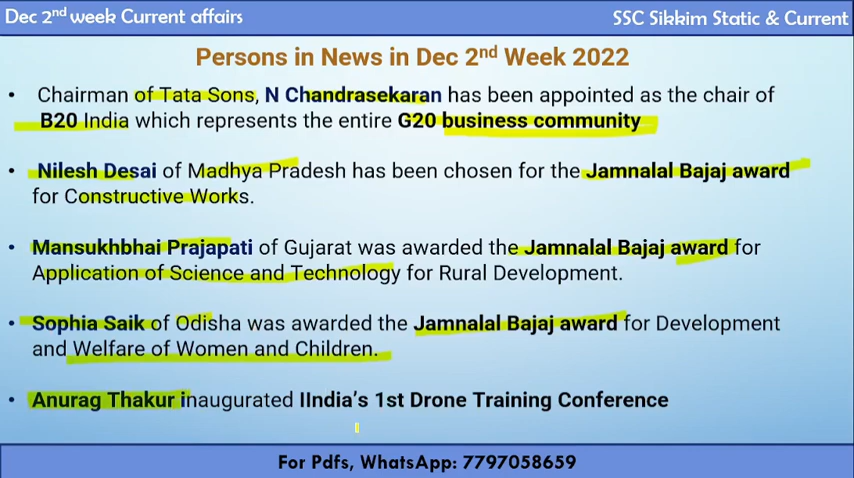 Dec 2nd week Current affairs
SSC Sikkim Static & Current
Persons in News in Dec 2nd Week 2022
• Chairman of Tata Sons, N Chandrasekaran has been appointed as the chair of
B20 India which represents the entire G20 business community
• Nilesh Desai of Madhya Pradesh has been chosen for the Jamnalal Bajaj award
for Constructive Works.
• Mansukhbhai Prajapati of Gujarat was awarded the Jamnalal Bajaj award for
Application of Science and Technology for Rural Development.
• Sophia Saik of Odisha was awarded the Jamnalal Bajaj award for Development
and Welfare of Women and Children.
• Anurag Thakur inaugurated IIndia's 1st Drone Training Conference
For Pdfs, WhatsApp: 7797058659